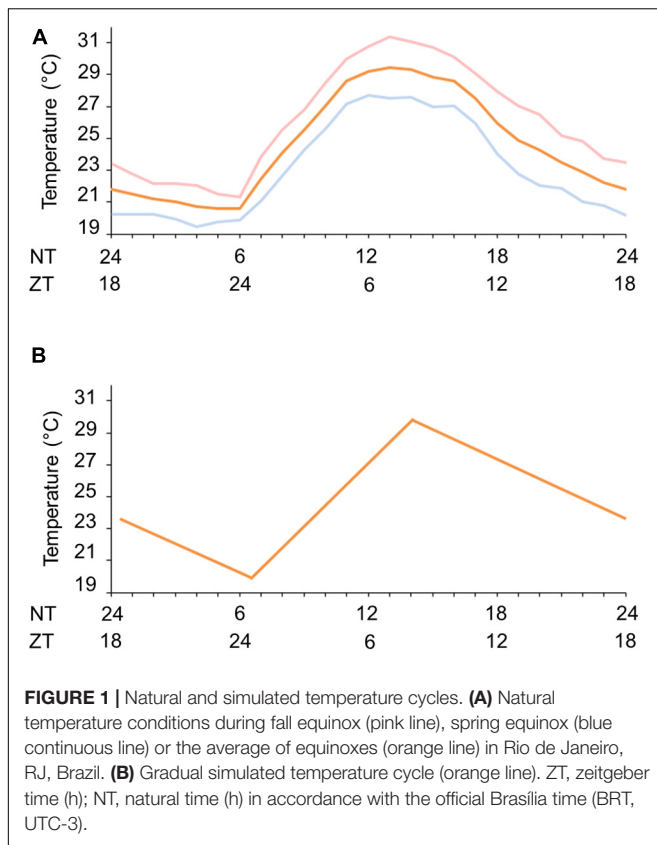 A
Temperature (°C)
31
29
27
25
23
21
19
NT 24 6 12 18 24
ZT 18 24 6 12 18
B
Temperature (°C)
31
29
27
25
23
21
19
NT 24 6 12 18 24
ZT 18 24 6 12 18
FIGURE 1 | Natural and simulated temperature cycles. (A) Natural
temperature conditions during fall equinox (pink line), spring equinox (blue
continuous line) or the average of equinoxes (orange line) in Rio de Janeiro,
RJ, Brazil. (B) Gradual simulated temperature cycle (orange line). ZT, zeitgeber
time (h); NT, natural time (h) in accordance with the official Brasília time (BRT,
UTC-3).